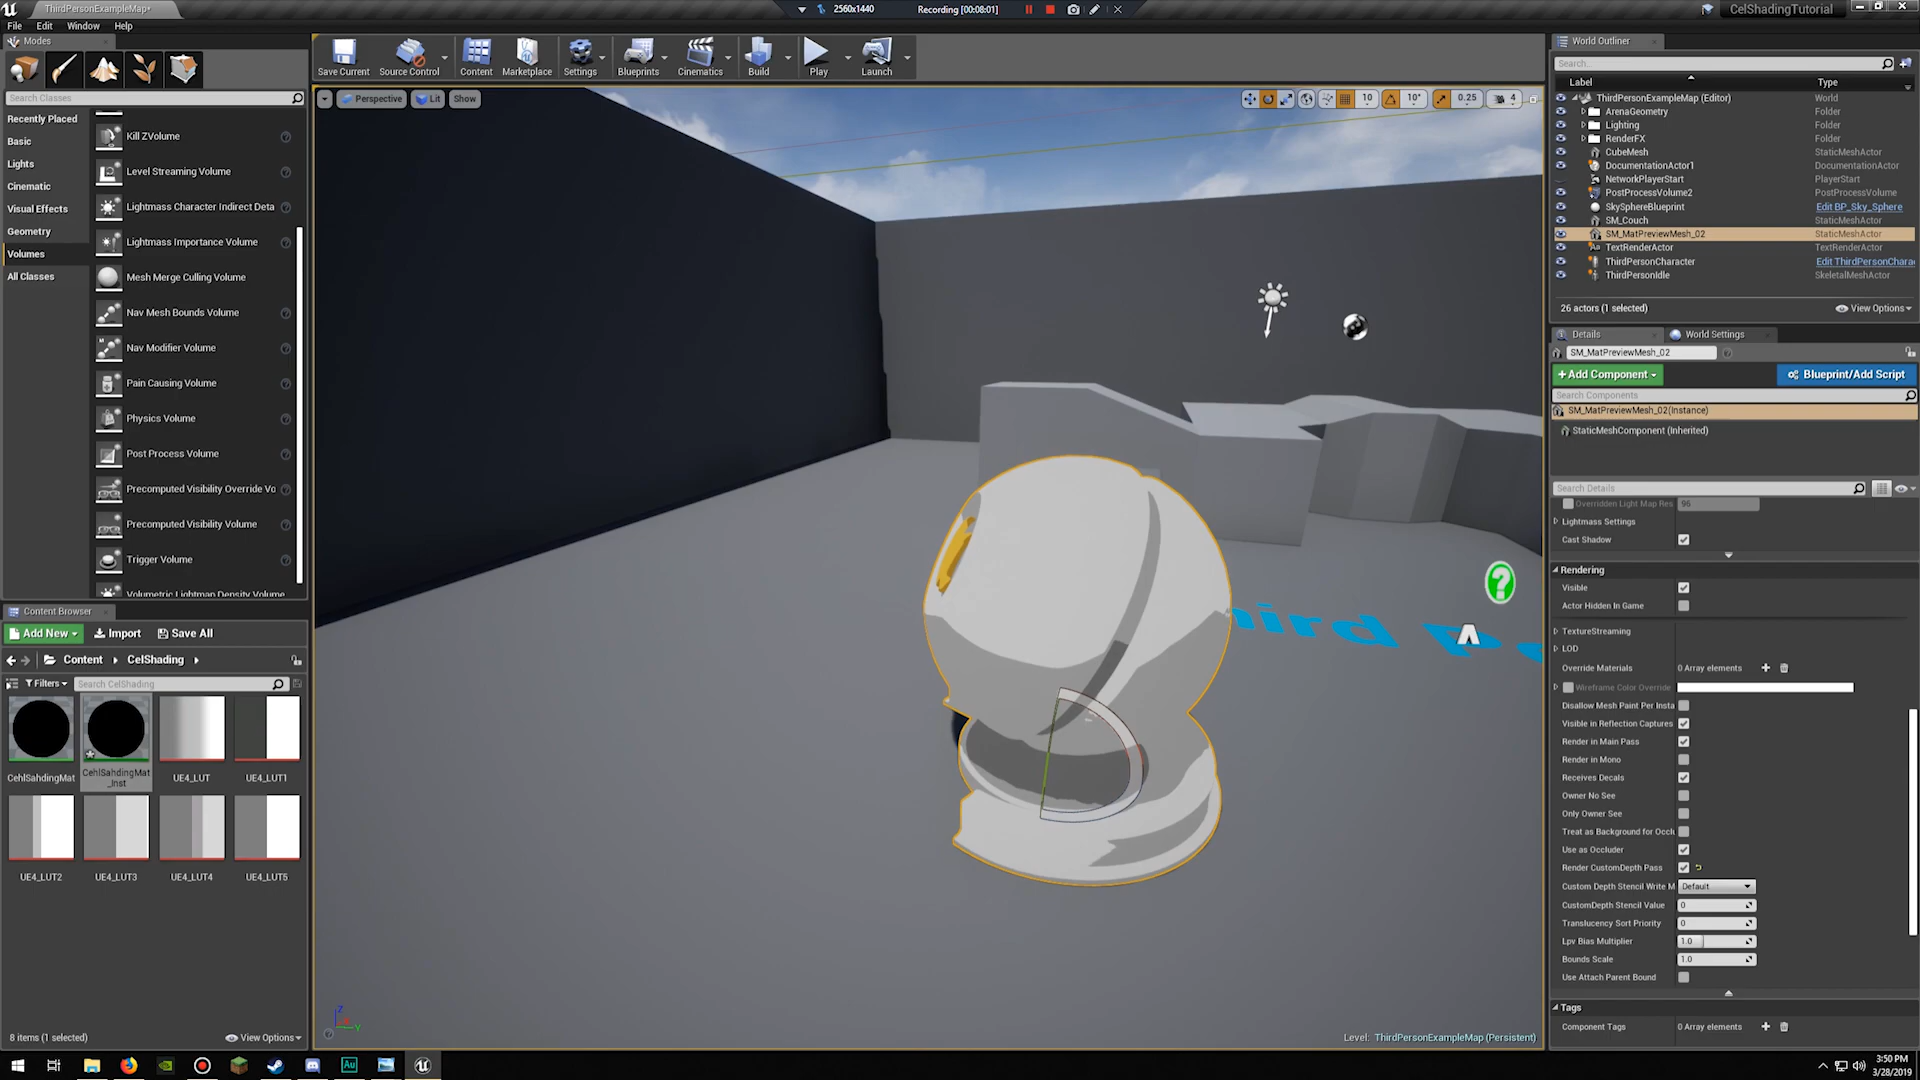 ThirdPersonExampleMap*
2560x1440
Recording [00:08:01]
CelShadingTutorial
File
Edit
Window
Help
Modes
Search Classes
Recently Placed
Basic
Lights
Cinematic
Visual Effects
Geometry
Volumes
All Classes
Kill ZVolume
Level Streaming Volume
Lightmass Character Indirect Deta
Lightmass Importance Volume
Mesh Merge Culling Volume
Nav Mesh Bounds Volume
Nav Modifier Volume
Pain Causing Volume
Physics Volume
Post Process Volume
Precomputed Visibility Override Vo
Precomputed Visibility Volume
Trigger Volume
Volumetric Lightmap Density Volume
Save Current
Source Control
Content
Marketplace
Settings
Blueprints
Cinematics
Build
Play
Launch
Perspective
Lit
Show
10
10°
0.25
4
hird Pe
Level: ThirdPersonExampleMap (Persistent)
Content Browser
Add New
Import
Save All
Content
CelShading
Filters
Search CelShading
CehlSahdingMat
CehlSahdingMat
_Inst
UE4_LUT
UE4_LUT1
UE4_LUT2
UE4_LUT3
UE4_LUT4
UE4_LUT5
8 items (1 selected)
View Options
World Outliner
Search...
Label
Type
ThirdPersonExampleMap (Editor)
World
ArenaGeometry
Folder
Lighting
Folder
RenderFX
Folder
CubeMesh
StaticMeshActor
DocumentationActor1
DocumentationActor
NetworkPlayerStart
PlayerStart
PostProcessVolume2
PostProcessVolume
SkySphereBlueprint
Edit BP_Sky_Sphere
SM_Couch
StaticMeshActor
SM_MatPreviewMesh_02
StaticMeshActor
TextRenderActor
TextRenderActor
ThirdPersonCharacter
Edit ThirdPersonChara
ThirdPersonIdle
SkeletalMeshActor
26 actors (1 selected)
View Options
Details
World Settings
SM_MatPreviewMesh_02
Add Component
Blueprint/Add Script
Search Components
SM_MatPreviewMesh_02(Instance)
StaticMeshComponent (Inherited)
Search Details
Overridden Light Map Res
96
Lightmass Settings
Cast Shadow
Rendering
Visible
Actor Hidden In Game
TextureStreaming
LOD
Override Materials
0 Array elements
Wireframe Color Override
Disallow Mesh Paint Per Insta
Visible in Reflection Captures
Render in Main Pass
Render in Mono
Receives Decals
Owner No See
Only Owner See
Treat as Background for Occlu
Use as Occluder
Render CustomDepth Pass
Custom Depth Stencil Write M
Default
CustomDepth Stencil Value
0
Translucency Sort Priority
0
Lpv Bias Multiplier
1.0
Bounds Scale
1.0
Use Attach Parent Bound
Tags
Component Tags
0 Array elements
3:50 PM
3/28/2019